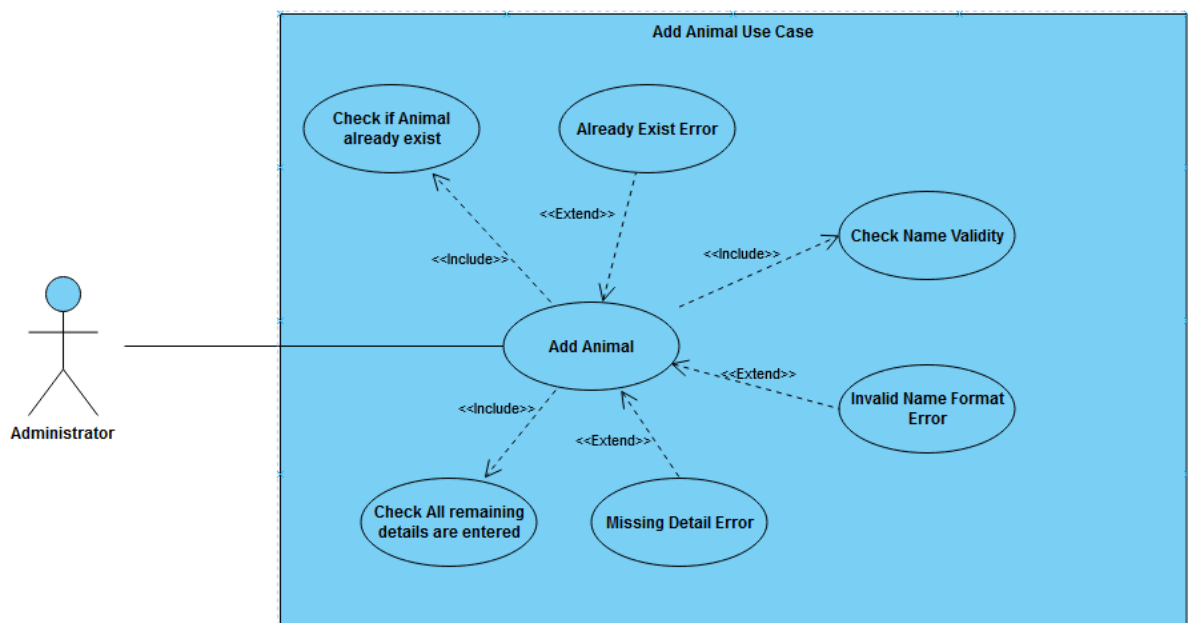 Add Animal Use Case
Check if Animal
already exist
Already Exist Error
<<Extend>>
Check Name Validity
<<Include>>
<<Include>>
Add Animal
<<Extend>>
Invalid Name Format
Error
<<Include>>
Administrator
<<Extend>>
Check All remaining
details are entered
Missing Detail Error